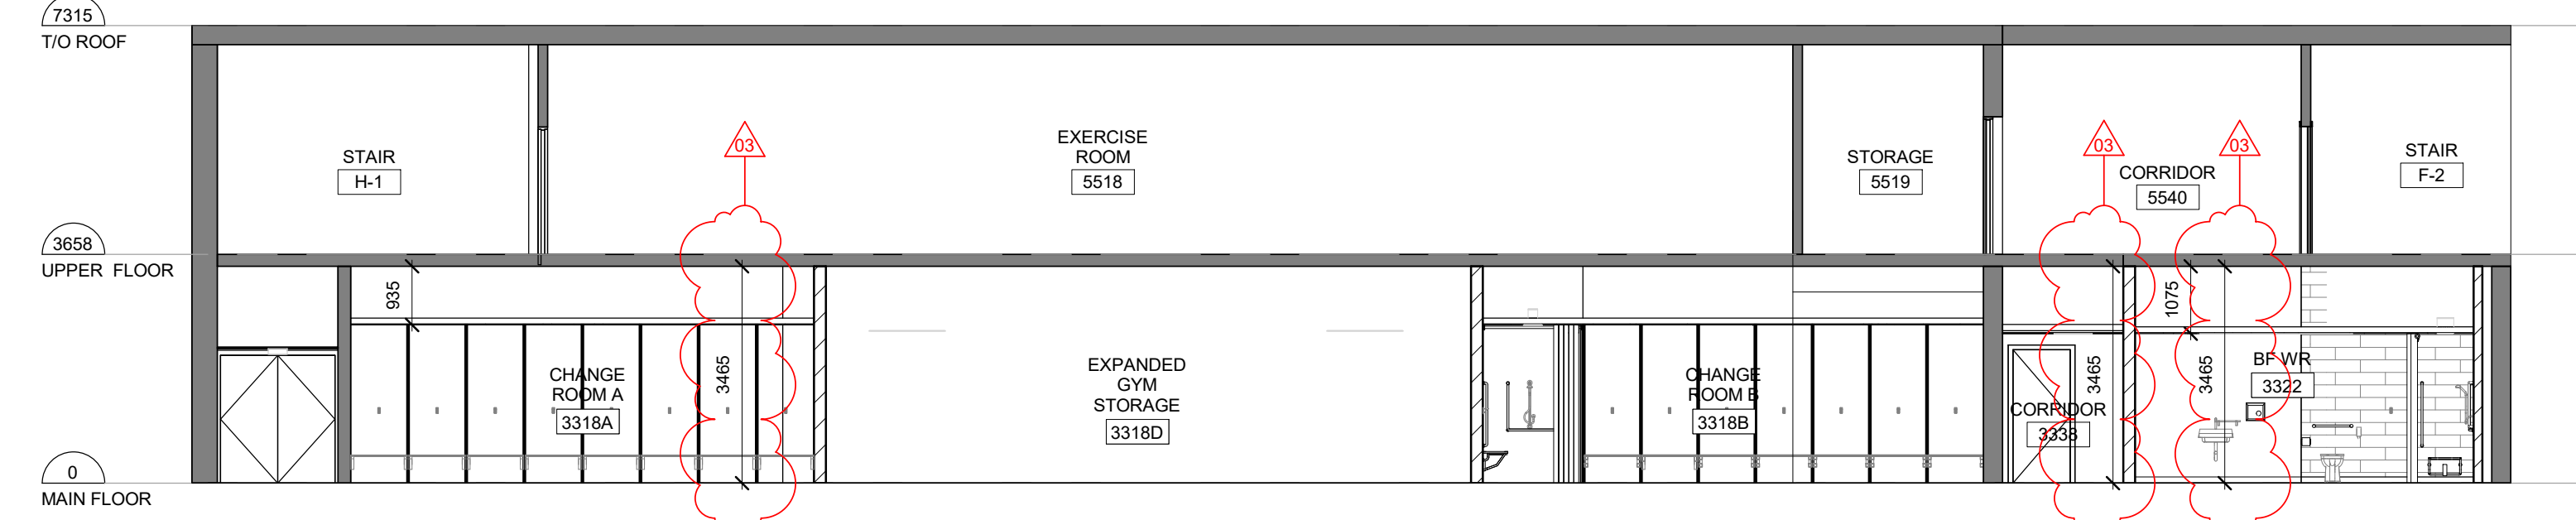 7315
T/O ROOF
STAIR
H-1
03
EXERCISE
ROOM
5518
STORAGE
5519
03
03
CORRIDOR
5540
STAIR
F-2
3658
UPPER FLOOR
935
3465
CHANGE
ROOM A
3318A
EXPANDED
GYM
STORAGE
3318D
CHANGE
ROOM B
3318B
CORRIDOR
3338
3465
1075
3465
BF WR
3322
0
MAIN FLOOR